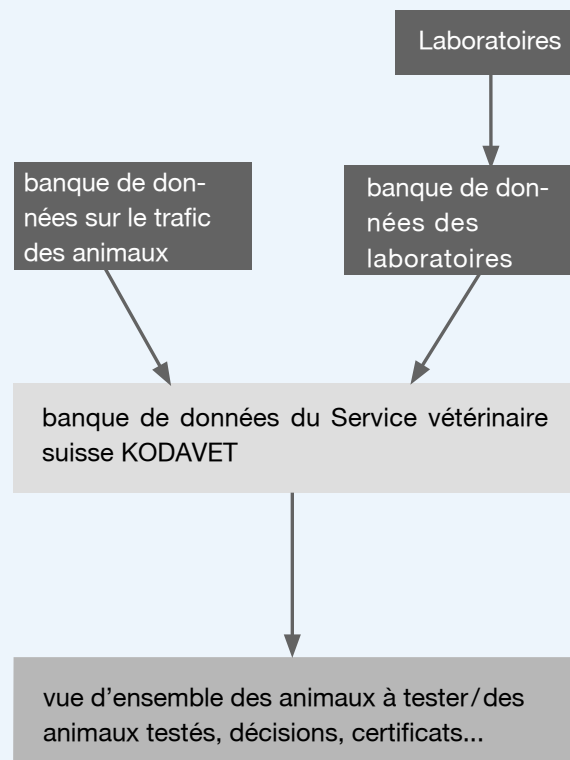 Laboratoires
banque de don-
nées sur le trafic
des animaux
banque de don-
nées des
laboratoires
banque de données du Service vétérinaire
suisse KODAVET
vue d’ensemble des animaux à tester/des
animaux testés, décisions, certificats...